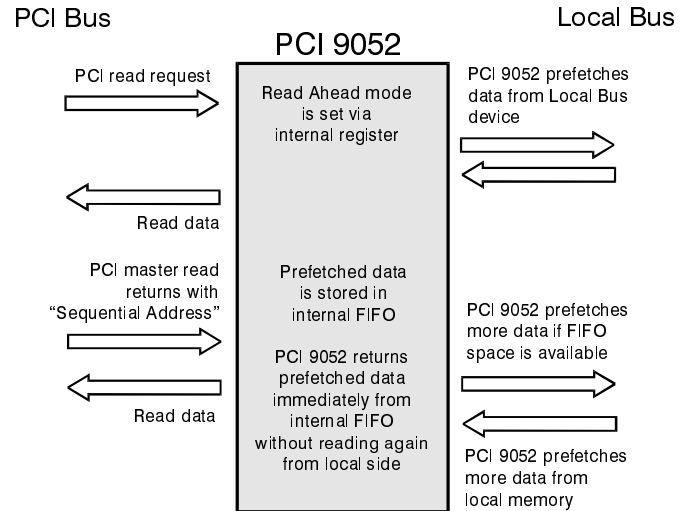 PCI Bus
Local Bus
PCI 9052
PCI read request
Read Ahead mode
is set via
internal register
PCI 9052 prefetches
data from Local Bus
device
Read data
PCI master read
returns with
“Sequential Address”
Prefetched data
is stored in
internal FIFO
PCI 9052 prefetches
more data if FIFO
space is available
PCI 9052 returns
prefetched data
immediately from
internal FIFO
without reading again
from local side
Read data
PCI 9052 prefetches
more data from
local memory